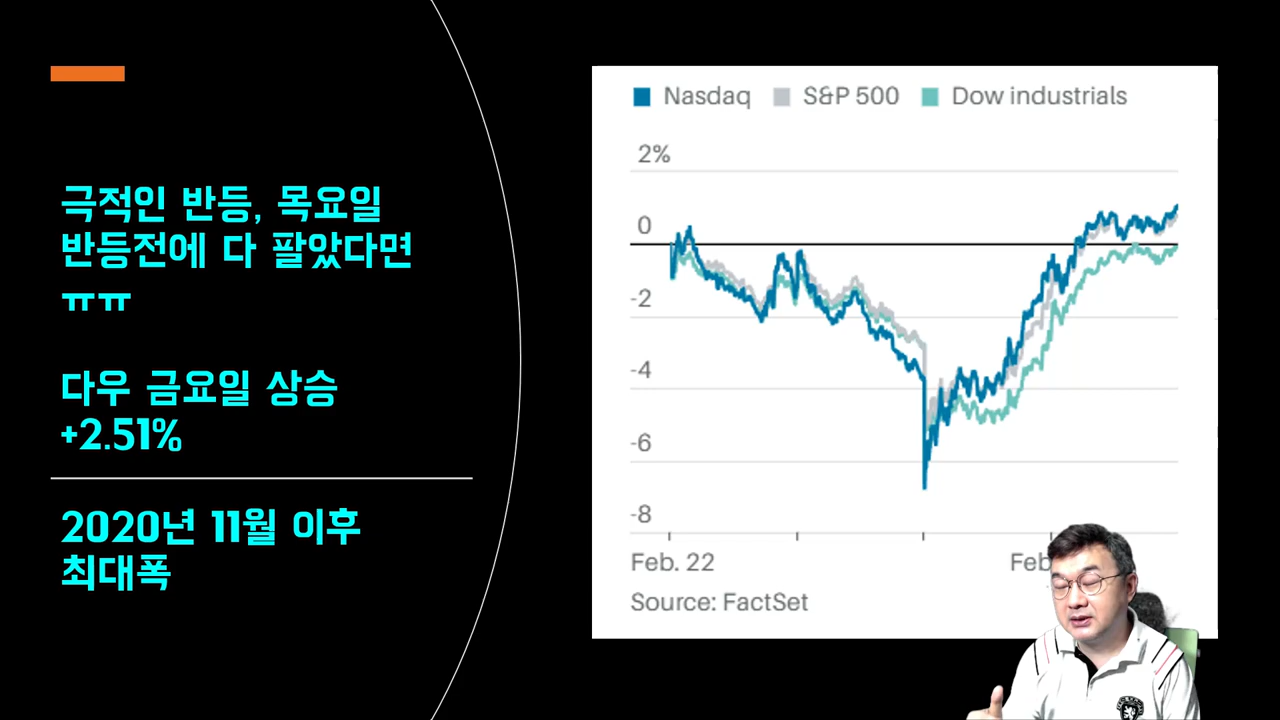 극적인 반등, 목요일
반등전에 다 팔았다면
ㅠㅠ
다우 금요일 상승
+2.51%
2020년 11월 이후
최대폭
Nasdaq S&P 500 Dow industrials
2%
0
-2
-4
-6
-8
Feb. 22 Feb
Source: FactSet